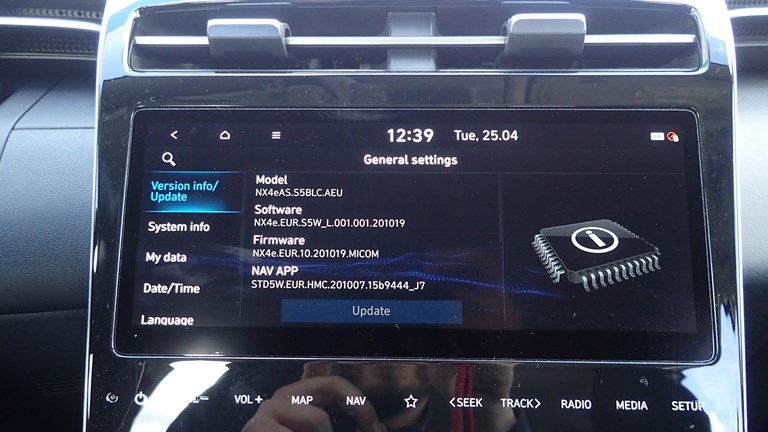 12:39 Tue, 25.04
General settings
Version info/
Update
System info
My data
Date/Time
Language
Model
NX4eAS.S5BLC.AEU
Software
NX4e.EUR.S5W_L.001.001.201019
Firmware
NX4e.EUR.10.201019.MICOM
NAV APP
STD5W.EUR.HMC.201007.15b9444_J7
Update
VOL+ MAP NAV ☆ <SEEK TRACK> RADIO MEDIA SETUP